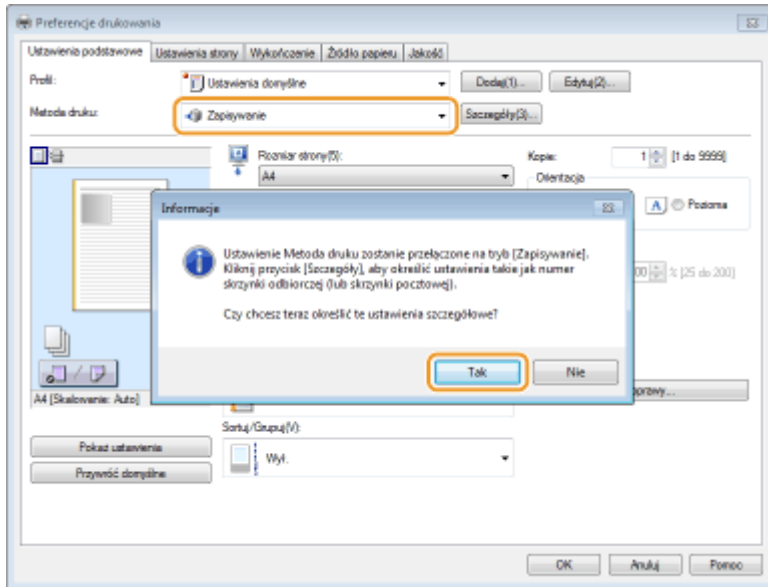 Preferencje drukowania
Ustawienia podstawowe Ustawienia strony Wykończenie Źródło papieru Jakość
Profil: Ustawienia domyślne Dodaj(1)... Edytuj(2)...
Metoda druku: Zapisywanie Szczegóły(3)...
Rozmiar strony(5): Kopie: 1 [1 do 9999]
A4 Orientacja
A Pozioma
Informacje
Ustawienie Metoda druku zostanie przełączone na tryb [Zapisywanie].
Kliknij przycisk [Szczegóły], aby określić ustawienia takie jak numer
skrzynki odbiorczej (lub skrzynki pocztowej).
00 % [25 do 200]
Czy chcesz teraz określić te ustawienia szczegółowe?
Tak Nie
A4 [Skalowanie: Auto]
Sortuj/Grupuj(V):
Pokaż ustawienia
Wył.
Przywróć domyślne
OK Anuluj Pomoc